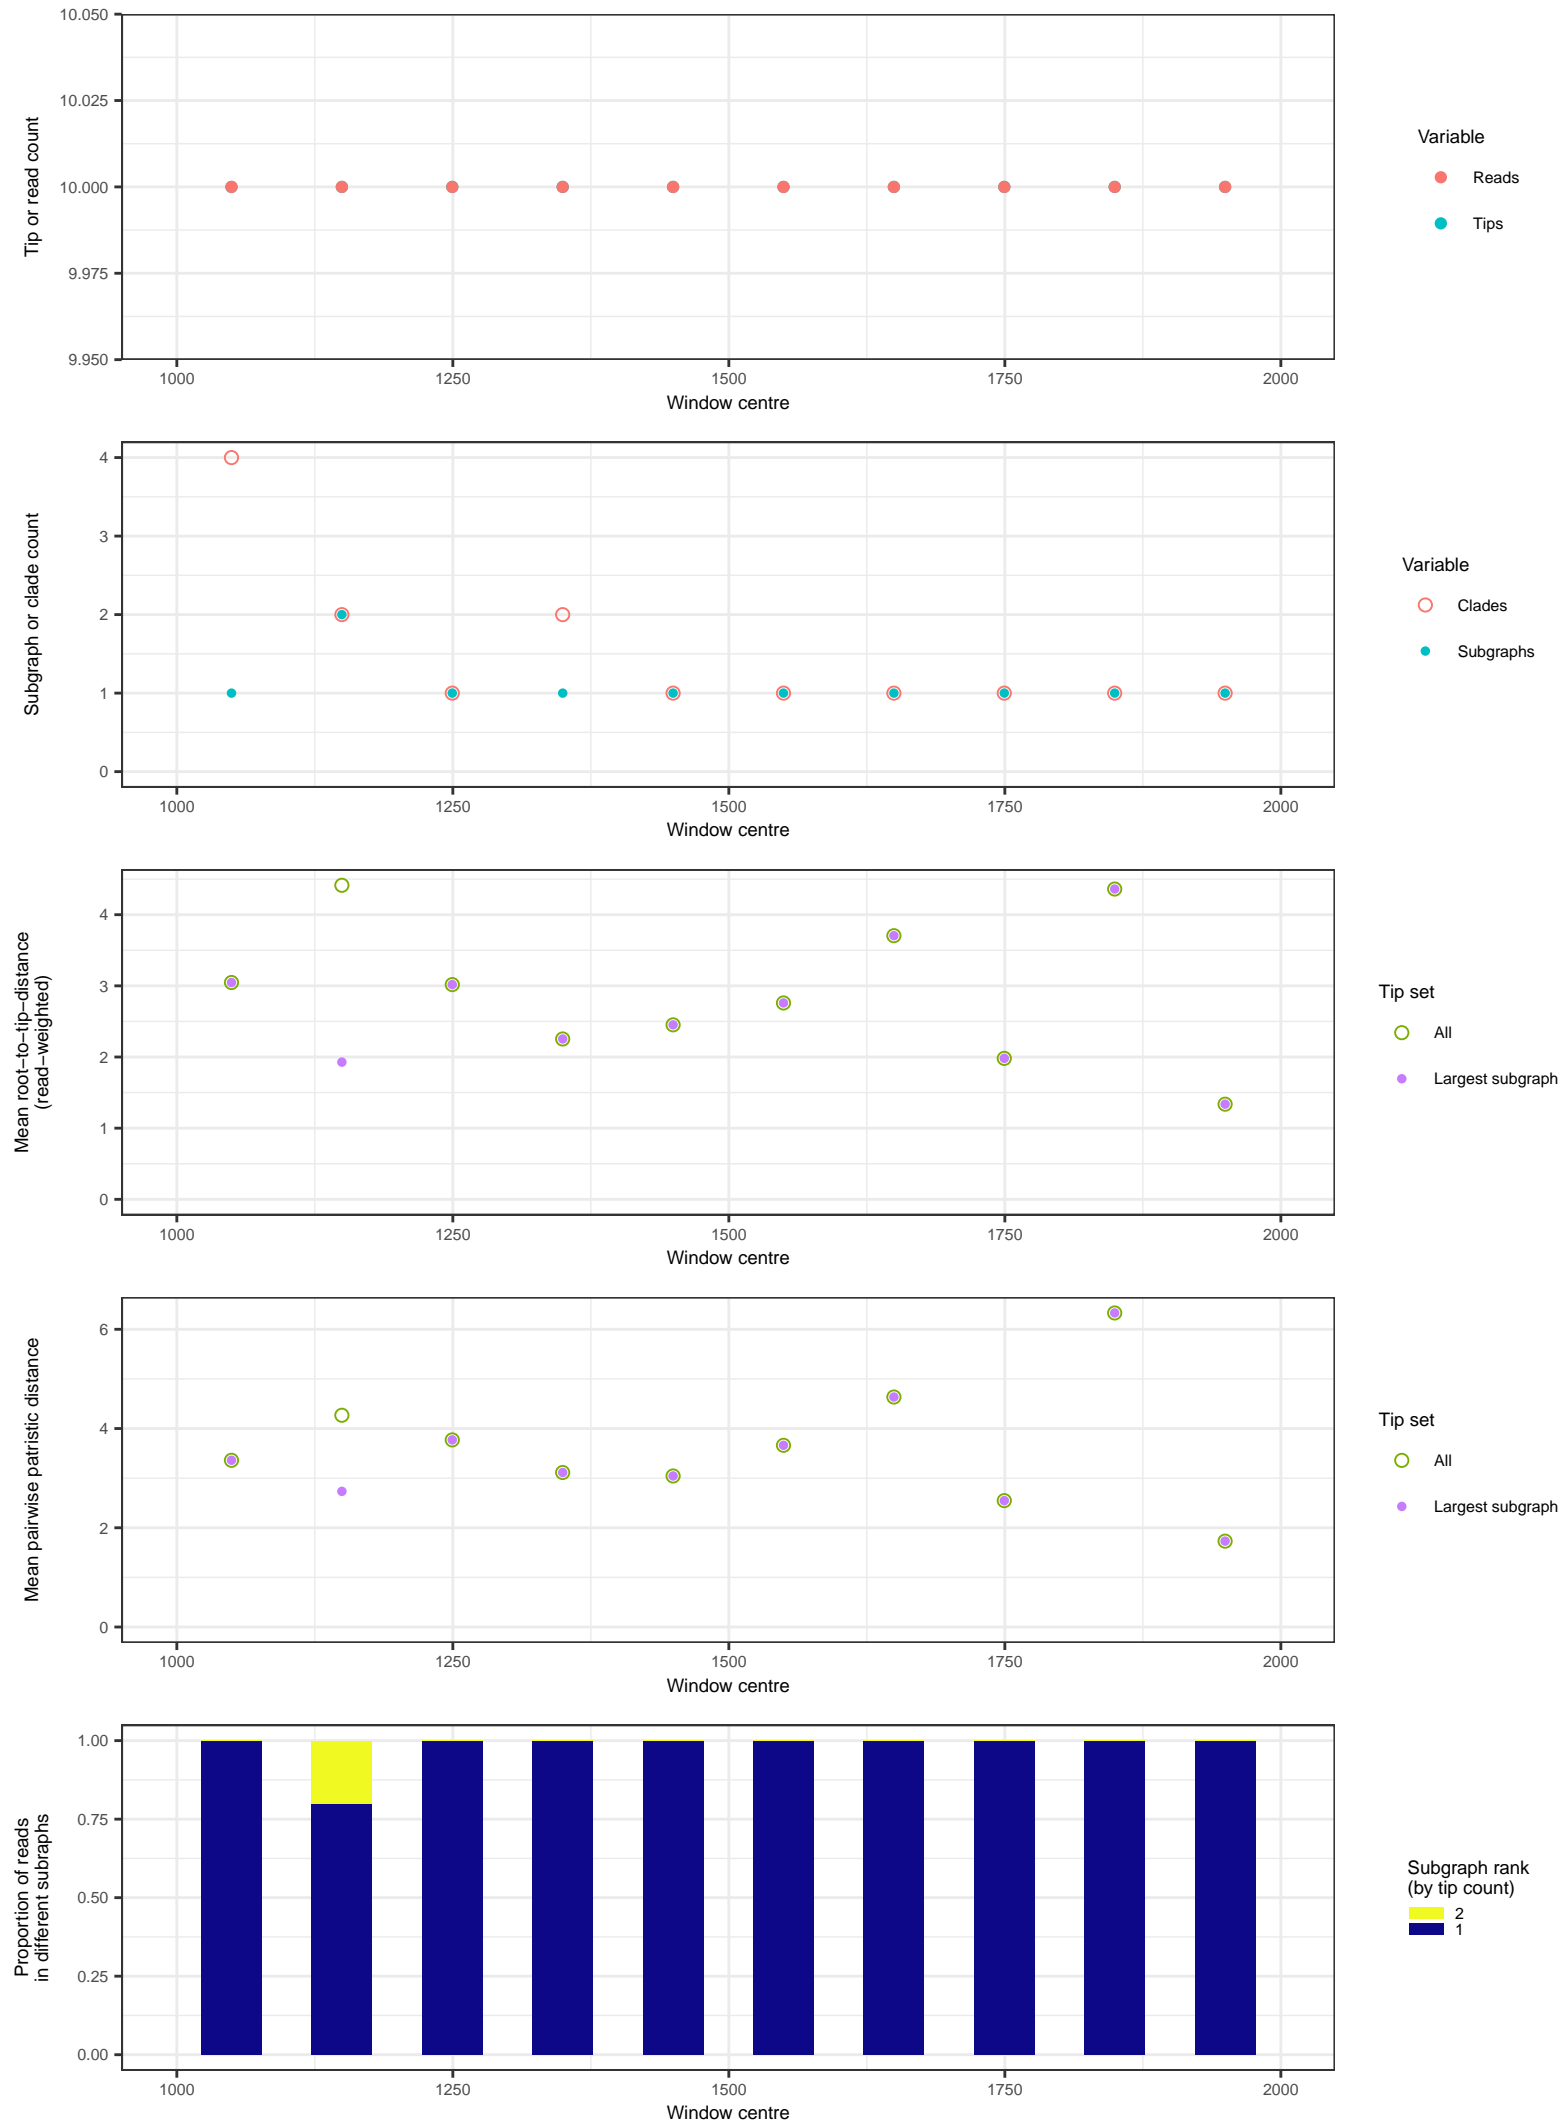 10.050
10.025
10.000
9.975
9.950
Tip or read count
1000 1250 1500 1750 2000
Window centre
Variable
Reads
Tips
4
3
2
1
0
Subgraph or clade count
1000 1250 1500 1750 2000
Window centre
Variable
Clades
Subgraphs
4
3
2
1
0
Mean root−to−tip−distance
(read−weighted)
1000 1250 1500 1750 2000
Window centre
Tip set
All
Largest subgraph
6
4
2
0
Mean pairwise patristic distance
1000 1250 1500 1750 2000
Window centre
Tip set
All
Largest subgraph
1.00
0.75
0.50
0.25
0.00
Proportion of reads
in different subraphs
1000 1250 1500 1750 2000
Window centre
Subgraph rank
(by tip count)
2
1